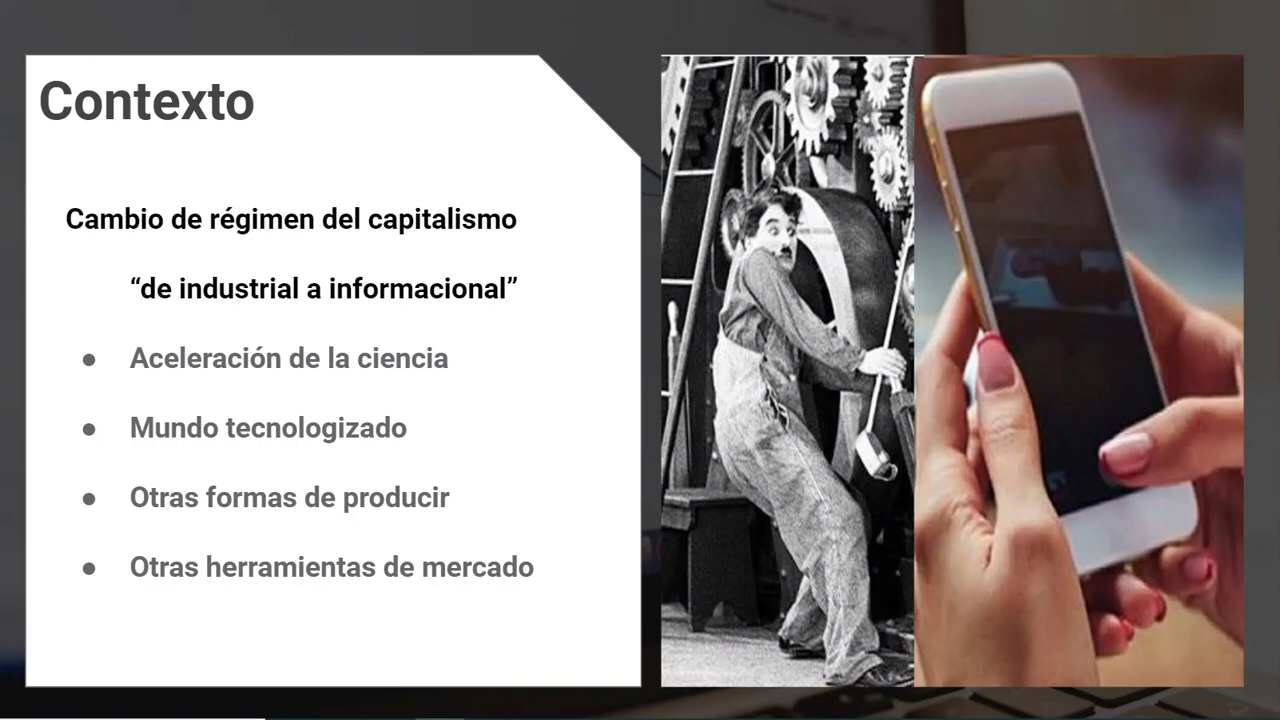 Contexto
Cambio de régimen del capitalismo
“de industrial a informacional”
● Aceleración de la ciencia
● Mundo tecnologizado
● Otras formas de producir
● Otras herramientas de mercado